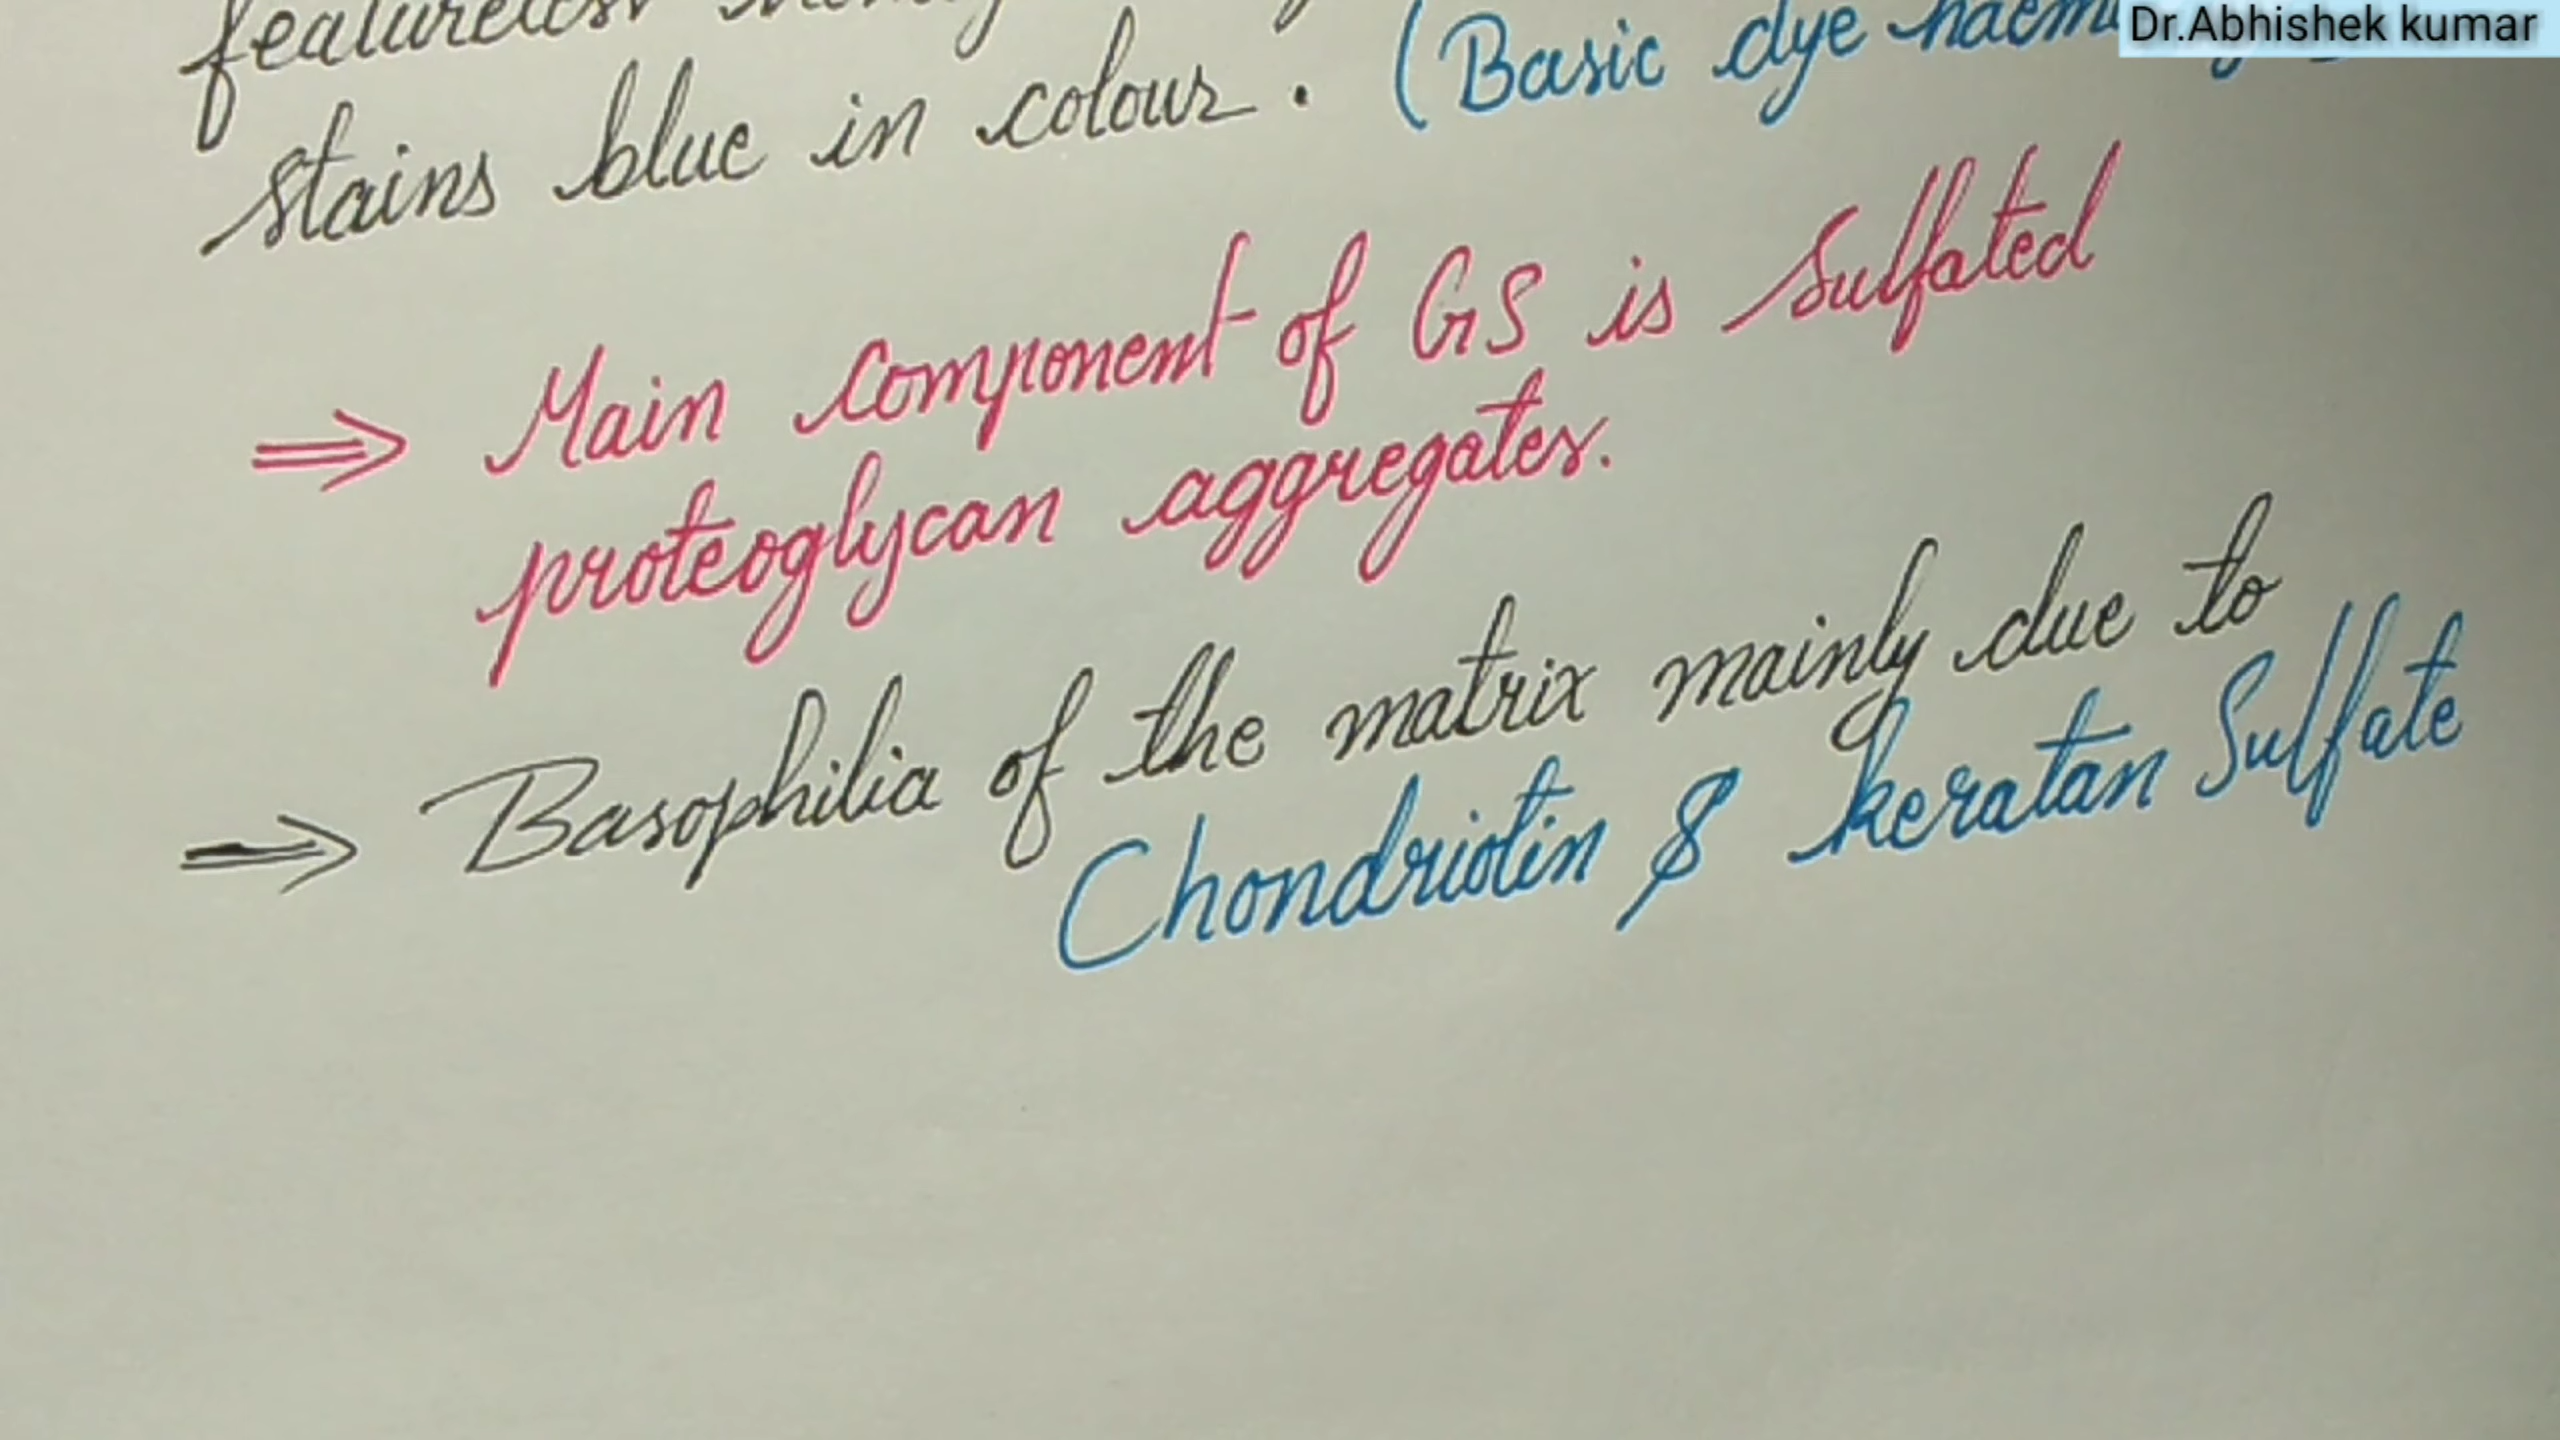 Dr.Abhishek kumar
stains blue in colour. (Basic dye
⇒ Main component of GS is Sulfated
proteoglycan aggregates.
⇒ Basophilia of the matrix mainly due to
Chondriotin & keratan Sulfate